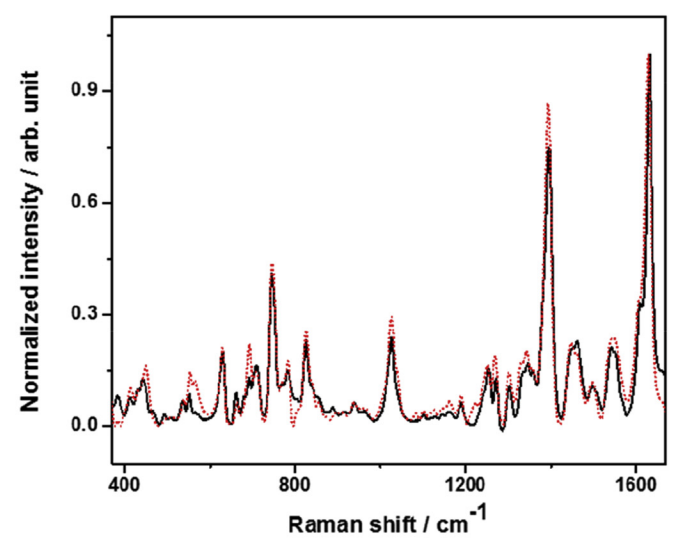 Normalized intensity / arb. unit
0.9
0.6
0.3
0.0
400 800 1200 1600
Raman shift / cm-1